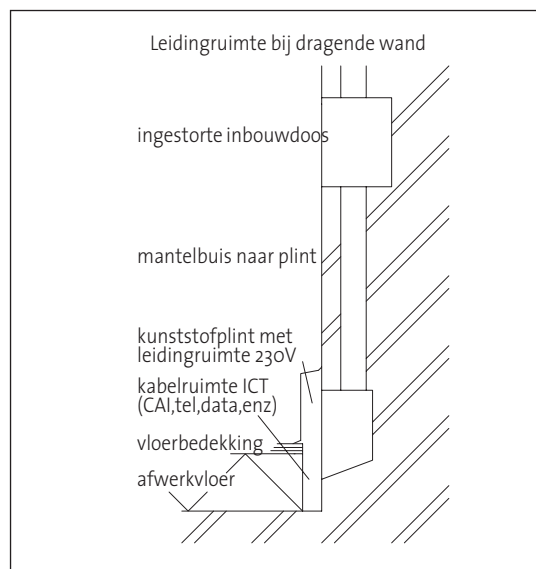 Leidingruimte bij dragende wand
ingestorte inbouwdoos
mantelbuis naar plint
kunststofplint met
leidingruimte 230V
kabelruimte ICT
(CAI,tel,data,enz)
vloerbedekking
afwerkvloer